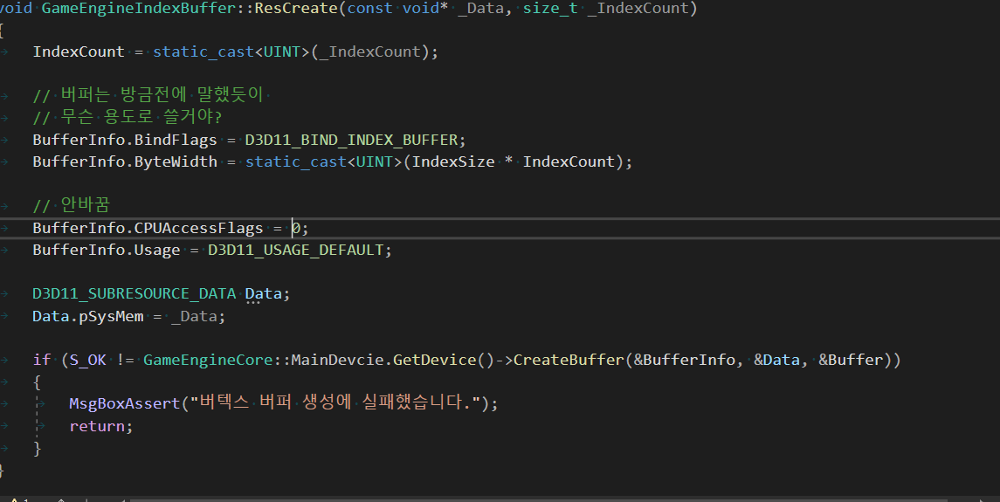 void GameEngineIndexBuffer::ResCreate(const void* _Data, size_t _IndexCount)
{
IndexCount = static_cast<UINT>(_IndexCount);
// 버퍼는 방금전에 말했듯이
// 무슨 용도로 쓸거야?
BufferInfo.BindFlags = D3D11_BIND_INDEX_BUFFER;
BufferInfo.ByteWidth = static_cast<UINT>(IndexSize * IndexCount);
// 안바꿈
BufferInfo.CPUAccessFlags = 0;
BufferInfo.Usage = D3D11_USAGE_DEFAULT;
D3D11_SUBRESOURCE_DATA Data;
Data.pSysMem = _Data;
if (S_OK != GameEngineCore::MainDevcie.GetDevice()->CreateBuffer(&BufferInfo, &Data, &Buffer))
{
MsgBoxAssert("버텍스 버퍼 생성에 실패했습니다.");
return;
}
}